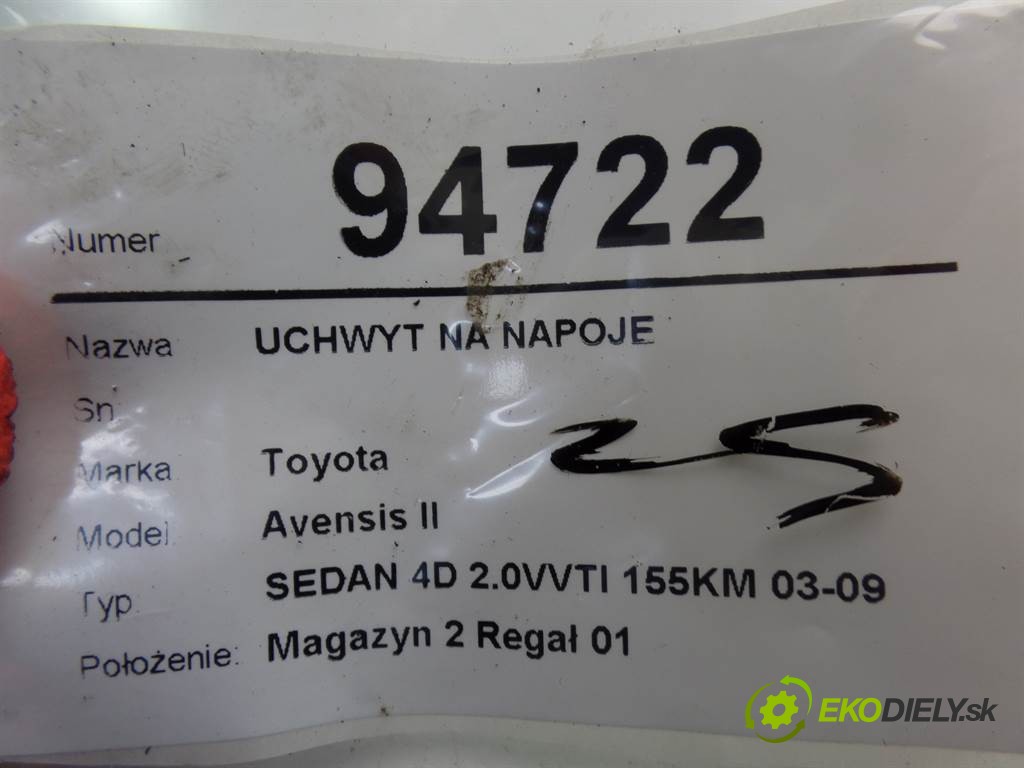 Numer 94722
Nazwa UCHWYT NA NAPOJE
Sn
Marka Toyota
Model Avensis II
Typ SEDAN 4D 2.0VVTI 155KM 03-09
Położenie: Magazyn 2 Regał 01
EKODIELY.sk